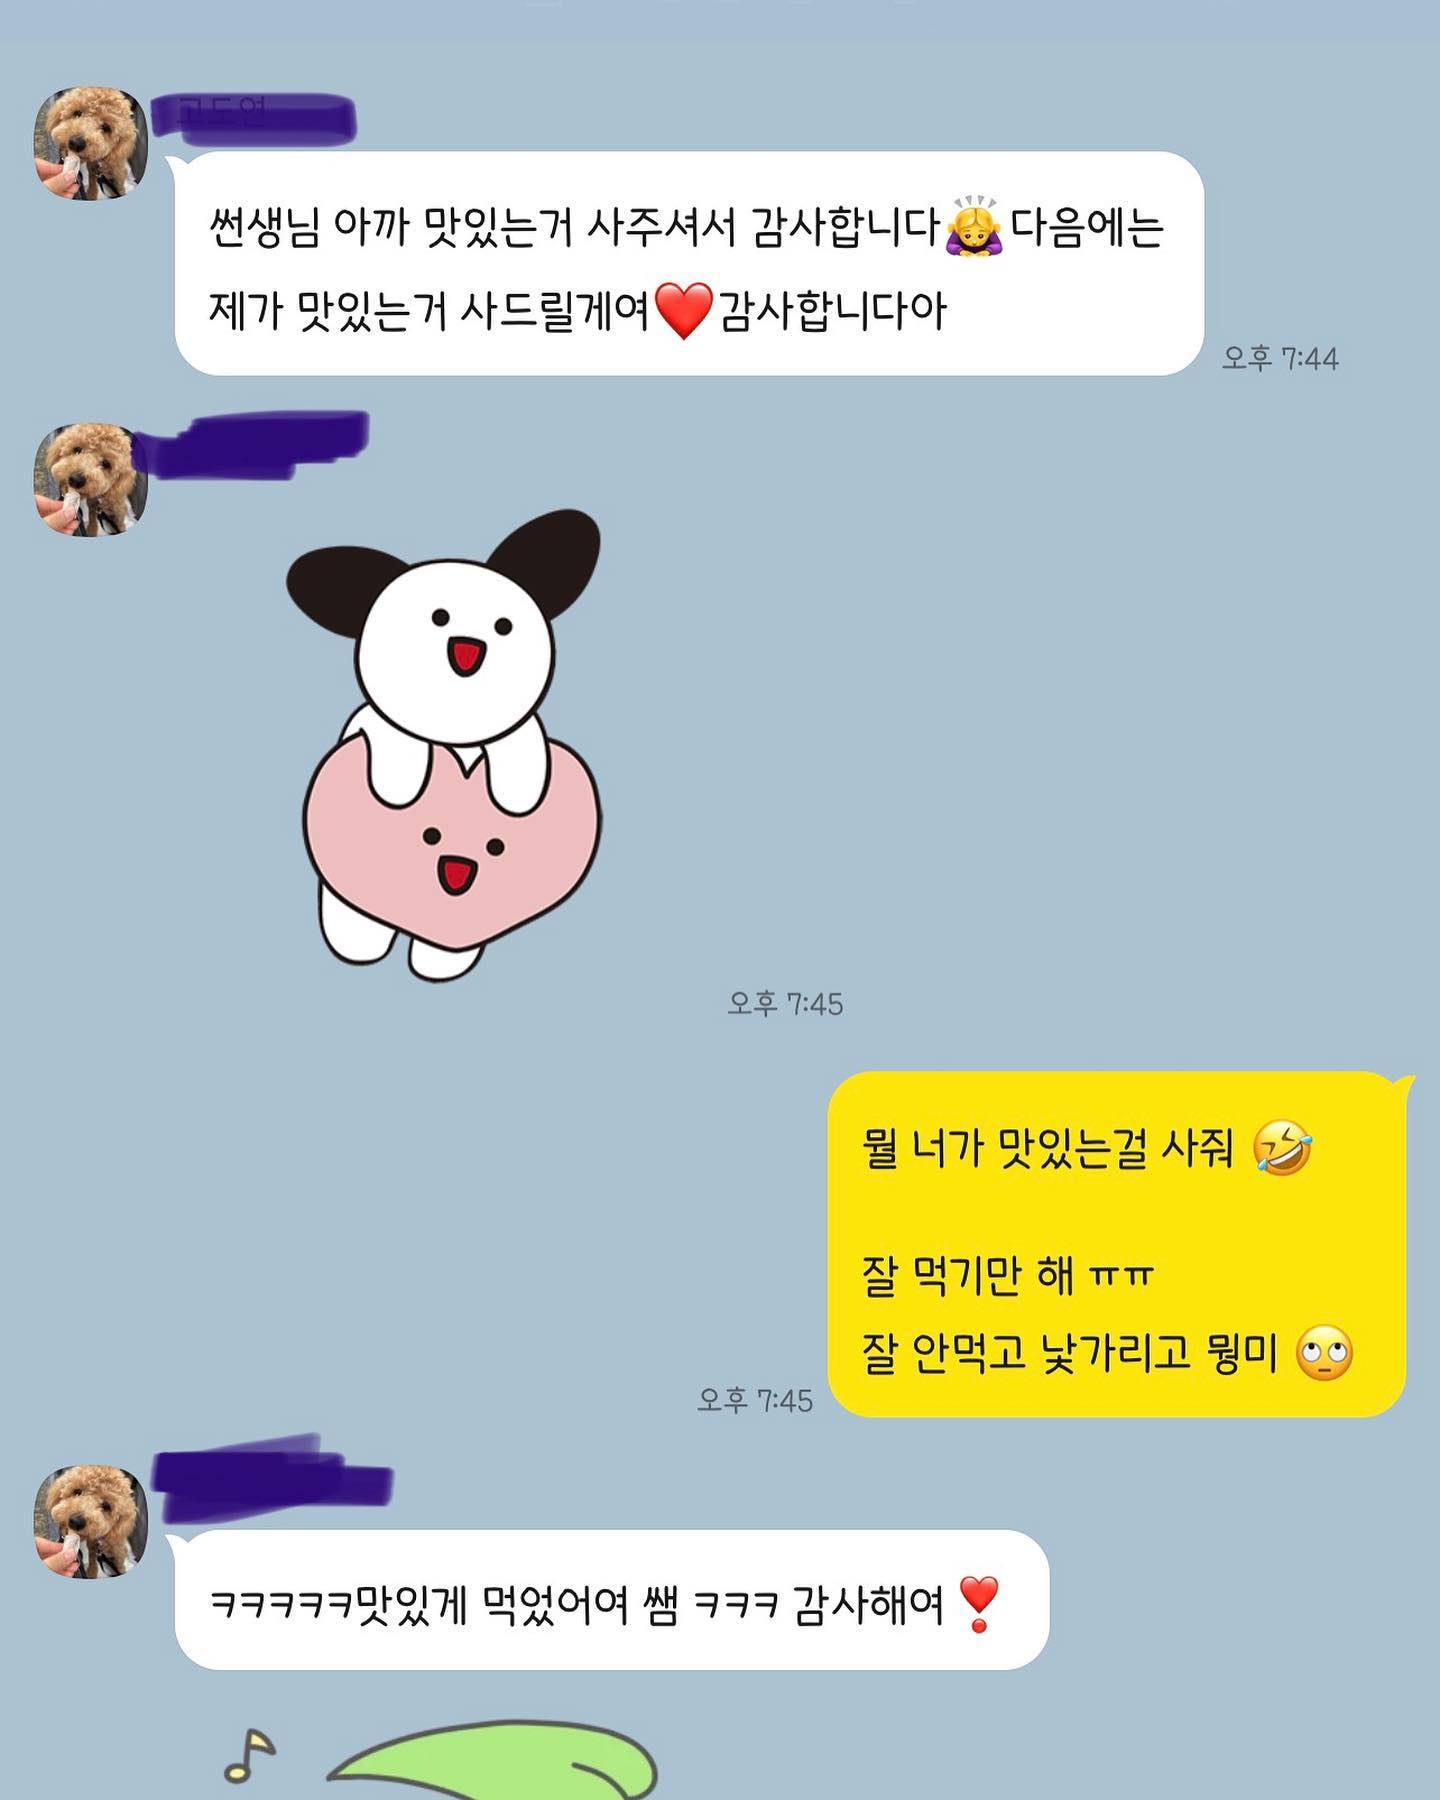 썬생님 아까 맛있는거 사주셔서 감사합니다🙇‍♀️다음에는
제가 맛있는거 사드릴게여❤️감사합니다아
오후 7:44
오후 7:45
뭘 너가 맛있는걸 사줘 🤣
잘 먹기만 해 ㅠㅠ
잘 안먹고 낯가리고 뭥미 🙄
오후 7:45
ㅋㅋㅋㅋㅋ맛있게 먹었어여 쌤 ㅋㅋㅋ 감사해여 ❣️